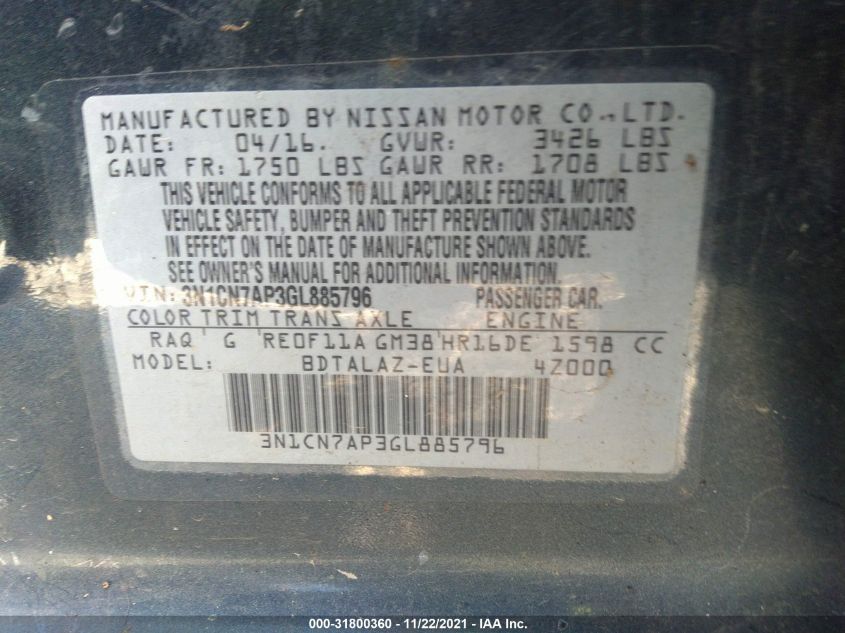 MANUFACTURED BY NISSAN MOTOR CO., LTD.
DATE: 04/16. GVWR: 3426 LBS
GAWR FR: 1750 LBS GAWR RR: 1708 LBS
THIS VEHICLE CONFORMS TO ALL APPLICABLE FEDERAL MOTOR
VEHICLE SAFETY, BUMPER AND THEFT PREVENTION STANDARDS
IN EFFECT ON THE DATE OF MANUFACTURE SHOWN ABOVE.
SEE OWNER'S MANUAL FOR ADDITIONAL INFORMATION.
VIN: 3N1CN7AP3GL885796 PASSENGER CAR.
COLOR TRIM TRANS AXLE ENGINE
RAQ ' G 'RE0F11A GM38'HR16DE 1598 CC
MODEL: BDTALAZ-EUA 4Z000
3N1CN7AP3GL885796
000-31800360 - 11/22/2021 - IAA Inc.